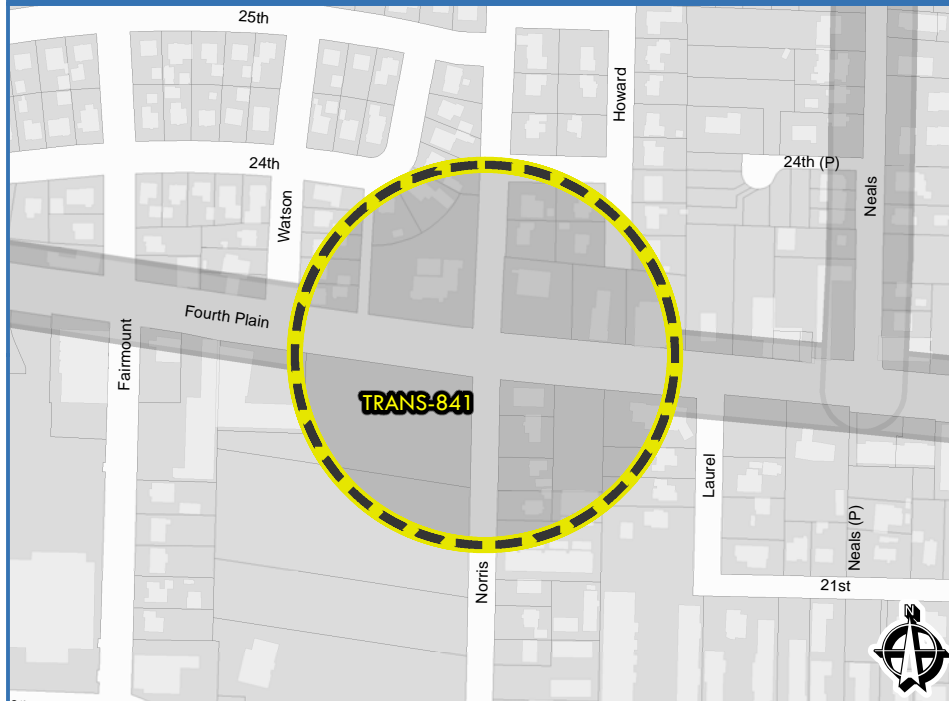 25th
Howard
24th
24th (P)
Neals
Watson
Fourth Plain
Fairmount
TRANS-841
Laurel
Neals (P)
Norris
21st
N